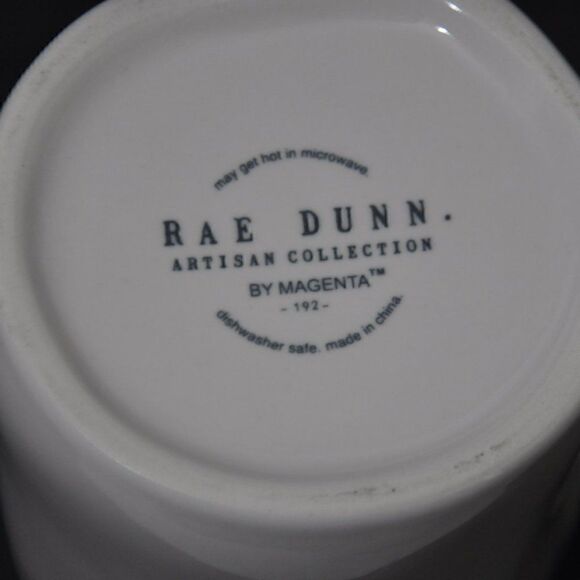 may get hot in microwave.
RAE DUNN.
ARTISAN COLLECTION
BY MAGENTA™
- 192 -
dishwasher safe. made in china.